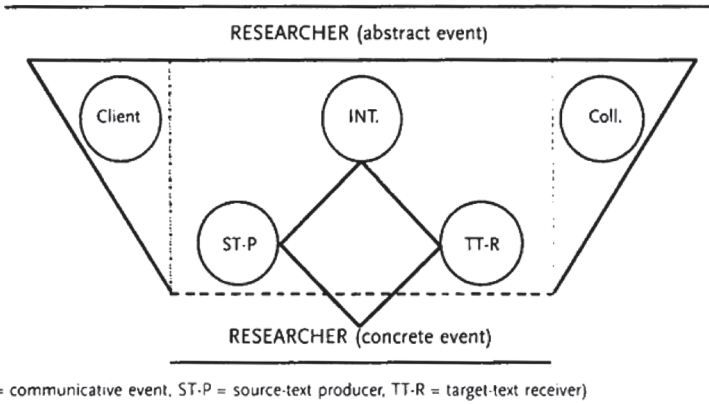 RESEARCHER (abstract event)
Client INT. Coll.
ST-P TT-R
RESEARCHER (concrete event)
= communicative event, ST-P = source-text producer, TT-R = target-text receiver)